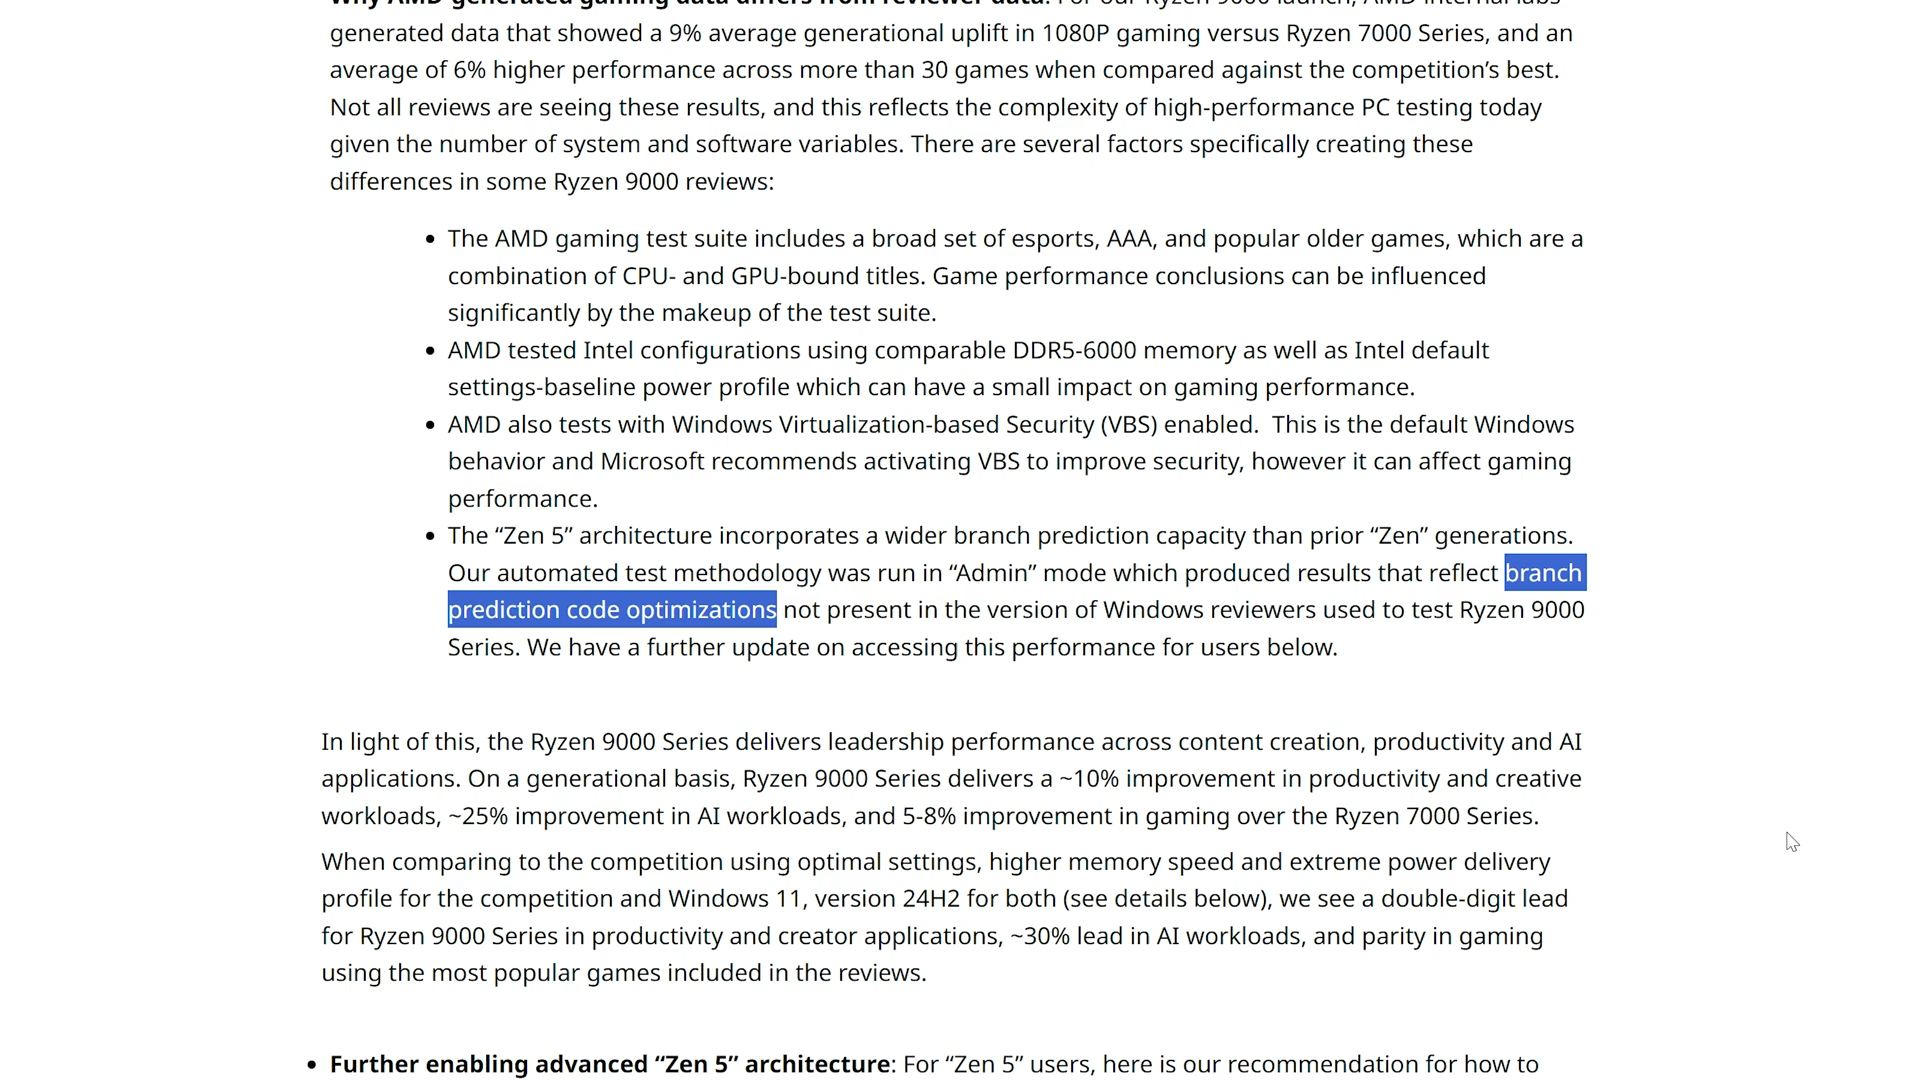 Why AMD-generated gaming data differs from reviewer data: For our Ryzen 9000 launch, AMD internal labs
generated data that showed a 9% average generational uplift in 1080P gaming versus Ryzen 7000 Series, and an
average of 6% higher performance across more than 30 games when compared against the competition’s best.
Not all reviews are seeing these results, and this reflects the complexity of high-performance PC testing today
given the number of system and software variables. There are several factors specifically creating these
differences in some Ryzen 9000 reviews:
• The AMD gaming test suite includes a broad set of esports, AAA, and popular older games, which are a
combination of CPU- and GPU-bound titles. Game performance conclusions can be influenced
significantly by the makeup of the test suite.
• AMD tested Intel configurations using comparable DDR5-6000 memory as well as Intel default
settings-baseline power profile which can have a small impact on gaming performance.
• AMD also tests with Windows Virtualization-based Security (VBS) enabled.  This is the default Windows
behavior and Microsoft recommends activating VBS to improve security, however it can affect gaming
performance.
• The “Zen 5” architecture incorporates a wider branch prediction capacity than prior “Zen” generations.
Our automated test methodology was run in “Admin” mode which produced results that reflect branch
prediction code optimizations not present in the version of Windows reviewers used to test Ryzen 9000
Series. We have a further update on accessing this performance for users below.
In light of this, the Ryzen 9000 Series delivers leadership performance across content creation, productivity and AI
applications. On a generational basis, Ryzen 9000 Series delivers a ~10% improvement in productivity and creative
workloads, ~25% improvement in AI workloads, and 5-8% improvement in gaming over the Ryzen 7000 Series.
When comparing to the competition using optimal settings, higher memory speed and extreme power delivery
profile for the competition and Windows 11, version 24H2 for both (see details below), we see a double-digit lead
for Ryzen 9000 Series in productivity and creator applications, ~30% lead in AI workloads, and parity in gaming
using the most popular games included in the reviews.
• Further enabling advanced “Zen 5” architecture: For “Zen 5” users, here is our recommendation for how to